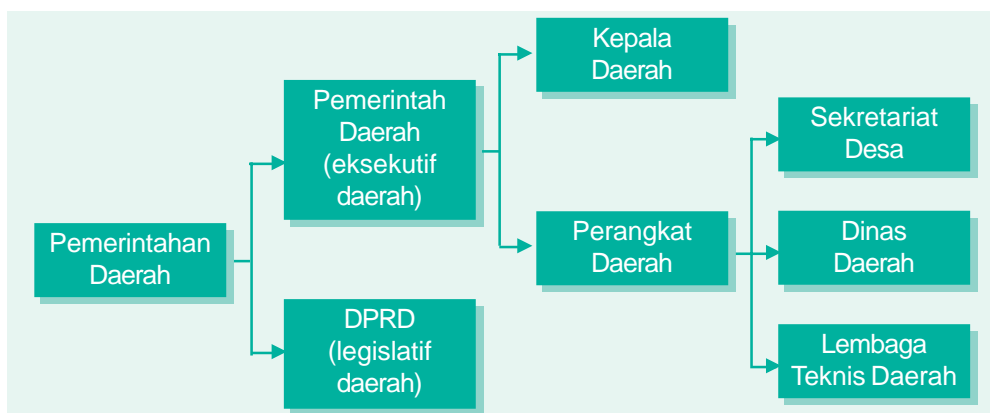 Pemerintahan
Daerah
Pemerintah
Daerah
(eksekutif
daerah)
DPRD
(legislatif
daerah)
Kepala
Daerah
Perangkat
Daerah
Sekretariat
Desa
Dinas
Daerah
Lembaga
Teknis Daerah